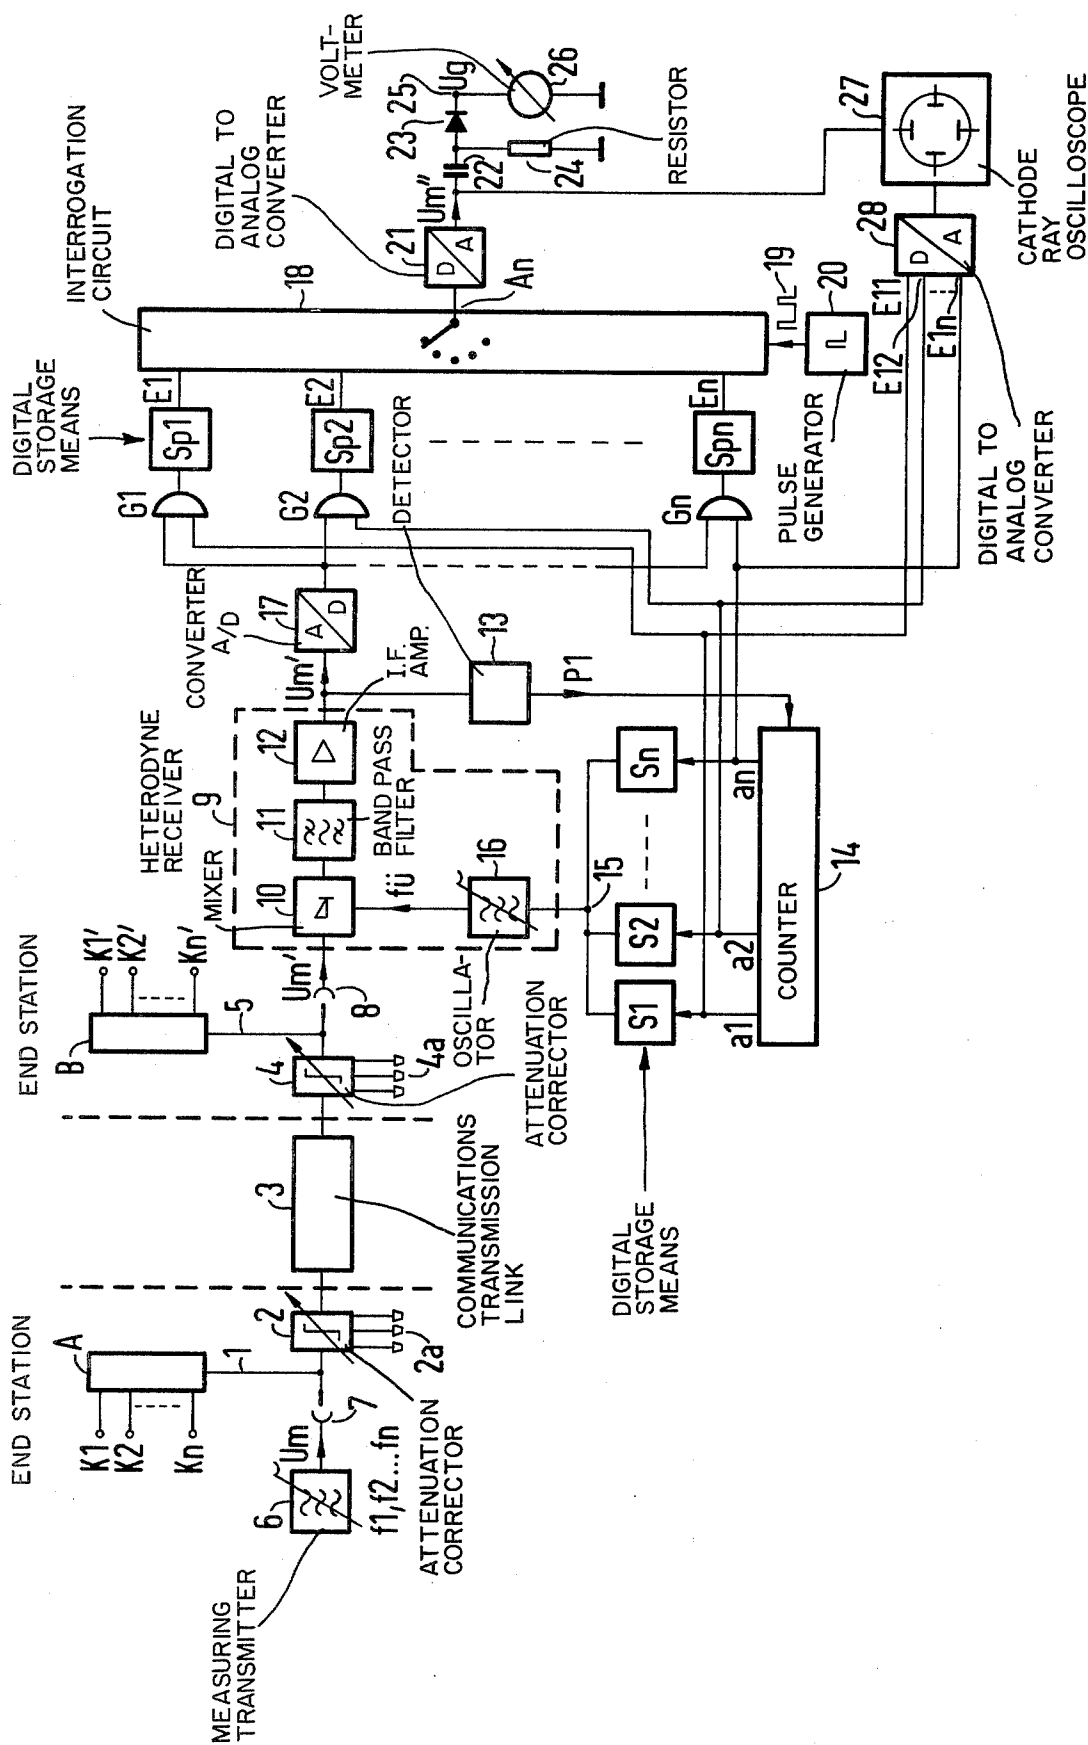 END STATION
A
K1
K2
Kn
1
MEASURING
TRANSMITTER
6
Um
7
f1,f2...fn
2
2a
ATTENUATION
CORRECTOR
3
COMMUNICATIONS
TRANSMISSION
LINK
END STATION
B
K1'
K2'
Kn'
5
4
4a
ATTENUATION
CORRECTOR
Um'
8
HETERODYNE
RECEIVER
9
MIXER
10
11
BAND PASS
FILTER
12
I.F.
AMP.
fü
16
OSCILLA-
TOR
15
Um'
CONVERTER
A/D
17
A
D
DETECTOR
13
P1
S1
S2
Sn
a1
a2
an
COUNTER
14
DIGITAL
STORAGE
MEANS
DIGITAL
STORAGE
MEANS
G1
G2
Gn
Sp1
Sp2
Spn
E1
E2
En
INTERROGATION
CIRCUIT
18
An
19
20
PULSE
GENERATOR
DIGITAL TO
ANALOG
CONVERTER
21
D
A
Um"
22
23
24
25
Ug
VOLT-
METER
26
RESISTOR
E11
E12
E1n
28
D
A
DIGITAL TO
ANALOG
CONVERTER
27
CATHODE
RAY
OSCILLOSCOPE